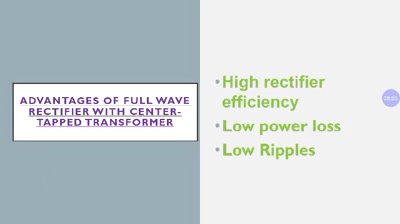 ADVANTAGES OF FULL WAVE
RECTIFIER WITH CENTER-
TAPPED TRANSFORMER
• High rectifier
efficiency
• Low power loss
• Low Ripples